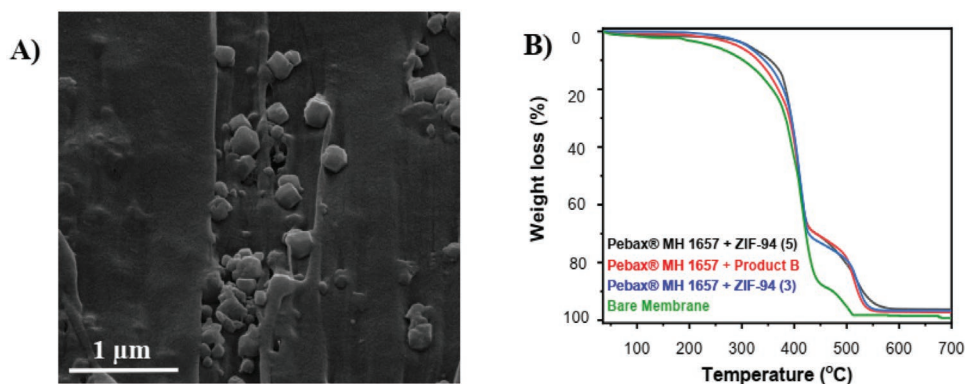 A)
1 μm
B)
Weight loss (%)
0
20
40
60
80
100
Pebax® MH 1657 + ZIF-94 (5)
Pebax® MH 1657 + Product B
Pebax® MH 1657 + ZIF-94 (3)
Bare Membrane
100 200 300 400 500 600 700
Temperature (°C)